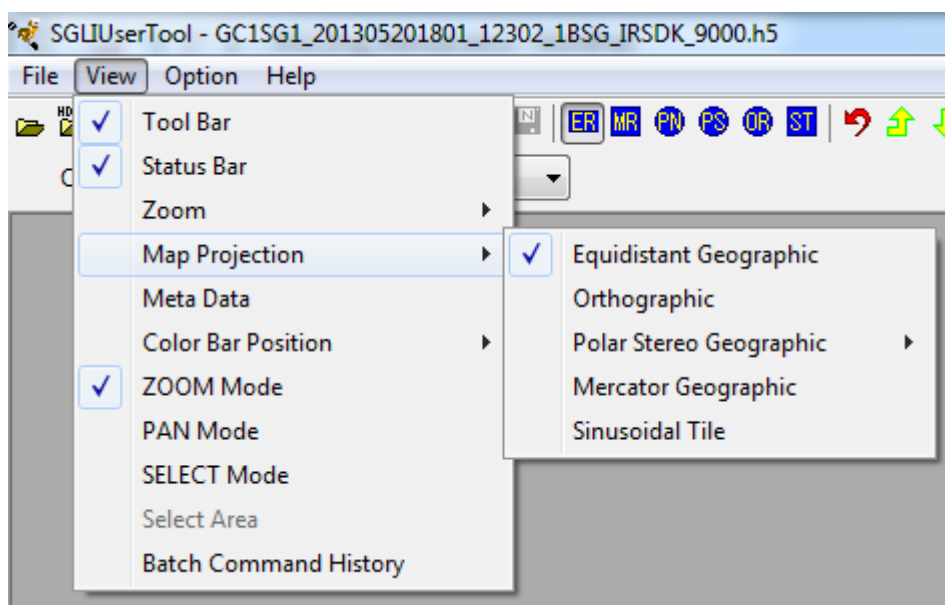 SGLIUserTool - GC1SG1_201305201801_12302_1BSG_IRSDK_9000.h5
File View Option Help
ER MR PN PS OR ST
Tool Bar
Status Bar
Zoom
Map Projection
Meta Data
Color Bar Position
ZOOM Mode
PAN Mode
SELECT Mode
Select Area
Batch Command History
Equidistant Geographic
Orthographic
Polar Stereo Geographic
Mercator Geographic
Sinusoidal Tile